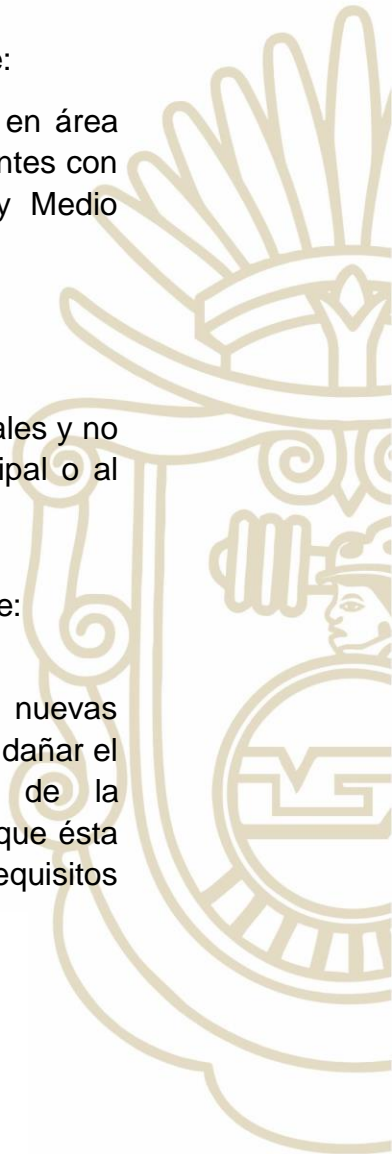 e:
en área
ntes con
y Medio
ales y no
ipal o al
e:
nuevas
dañar el
de la
que ésta
equisitos